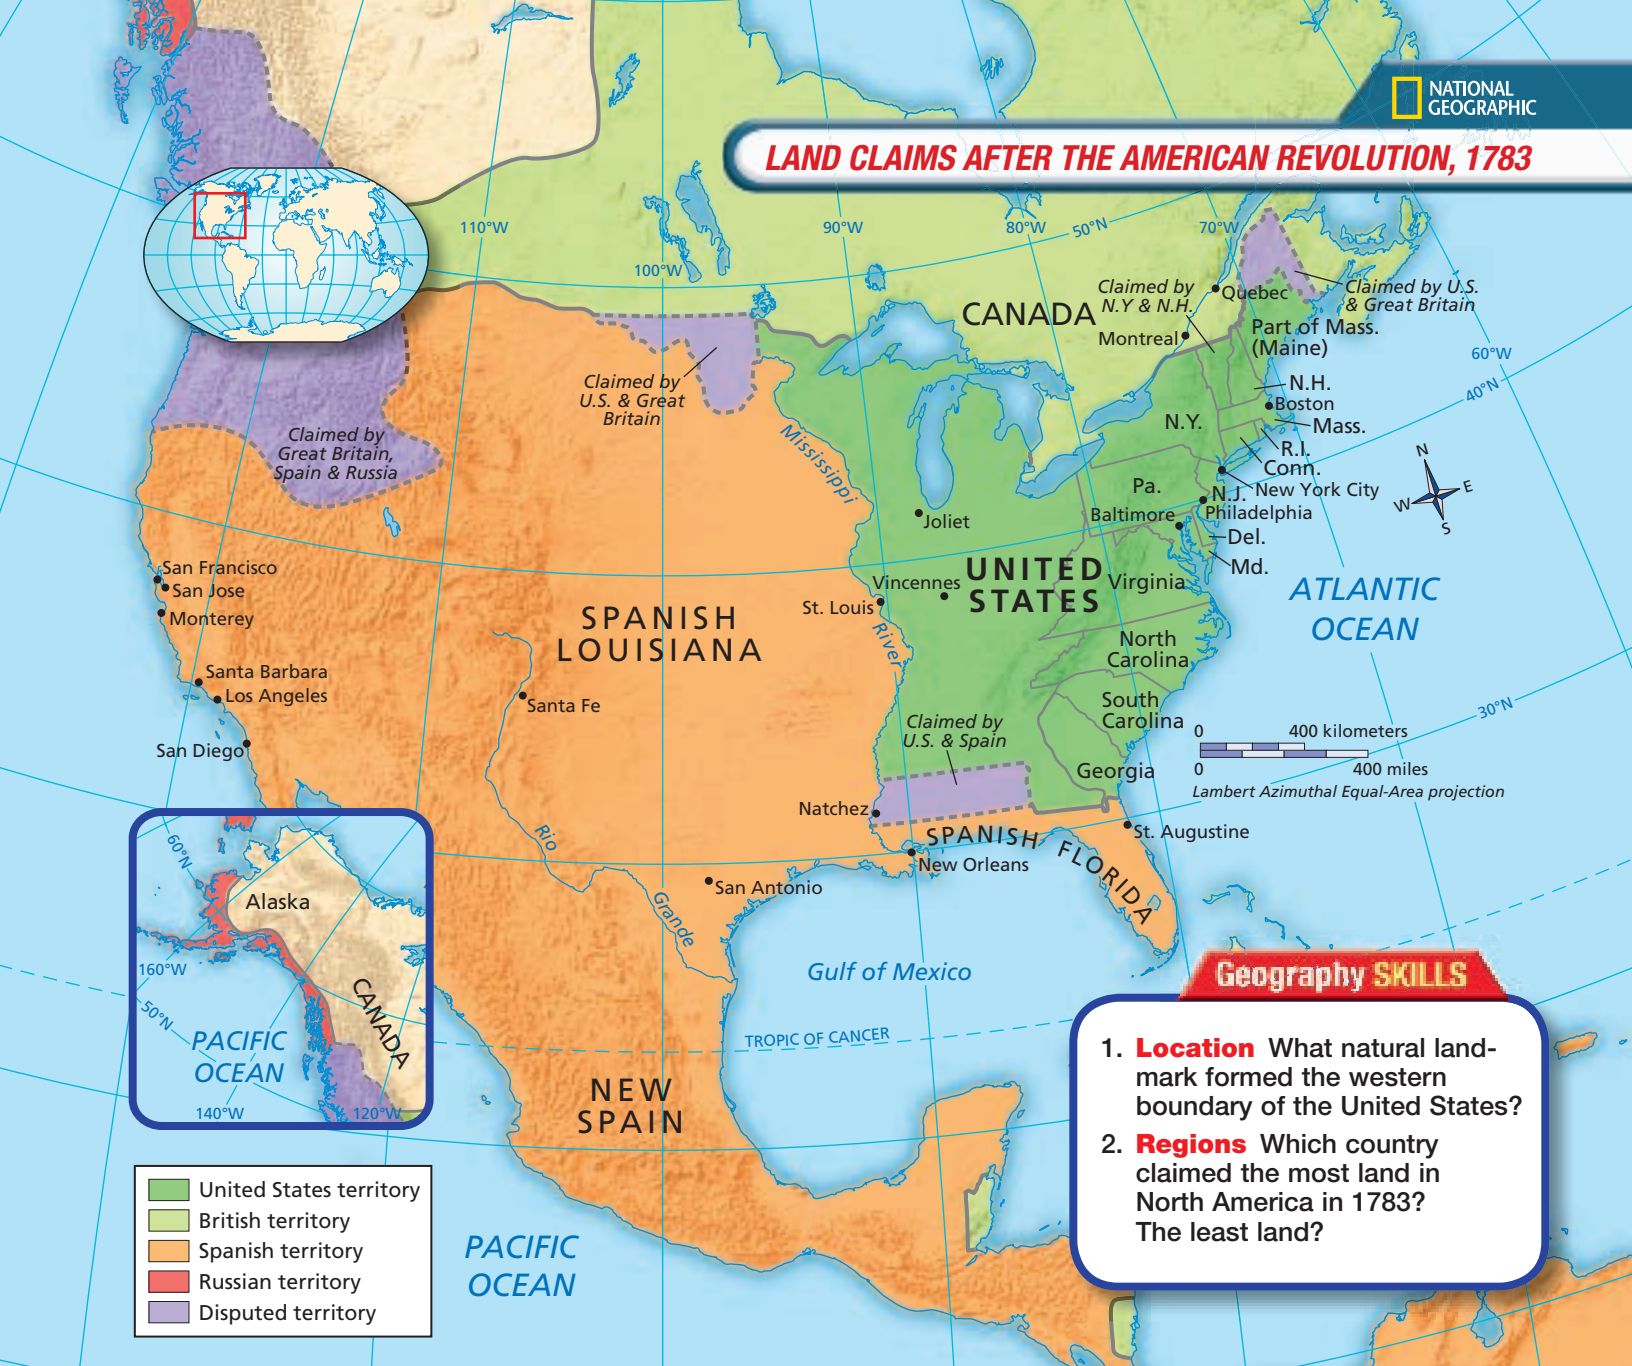 NATIONAL
GEOGRAPHIC
LAND CLAIMS AFTER THE AMERICAN REVOLUTION, 1783
110°W
100°W
90°W
80°W
50°N
70°W
60°W
40°N
30°N
CANADA
Claimed by
N.Y & N.H.
Quebec
Montreal
Claimed by U.S.
& Great Britain
Part of Mass.
(Maine)
N.H.
Boston
Mass.
R.I.
Conn.
New York City
N.Y.
Pa.
N.J.
Philadelphia
Baltimore
Del.
Md.
Claimed by
U.S. & Great
Britain
Claimed by
Great Britain,
Spain & Russia
Mississippi
River
Joliet
Vincennes
St. Louis
UNITED
STATES
Virginia
North
Carolina
South
Carolina
Georgia
ATLANTIC
OCEAN
N
E
S
W
San Francisco
San Jose
Monterey
Santa Barbara
Los Angeles
San Diego
SPANISH
LOUISIANA
Santa Fe
Claimed by
U.S. & Spain
Natchez
SPANISH FLORIDA
St. Augustine
New Orleans
San Antonio
Rio
Grande
Gulf of Mexico
TROPIC OF CANCER
NEW
SPAIN
0 400 kilometers
0 400 miles
Lambert Azimuthal Equal-Area projection
60°N
Alaska
160°W
50°N
CANADA
PACIFIC
OCEAN
140°W
120°W
United States territory
British territory
Spanish territory
Russian territory
Disputed territory
PACIFIC
OCEAN
Geography SKILLS
1. Location What natural land-
mark formed the western
boundary of the United States?
2. Regions Which country
claimed the most land in
North America in 1783?
The least land?